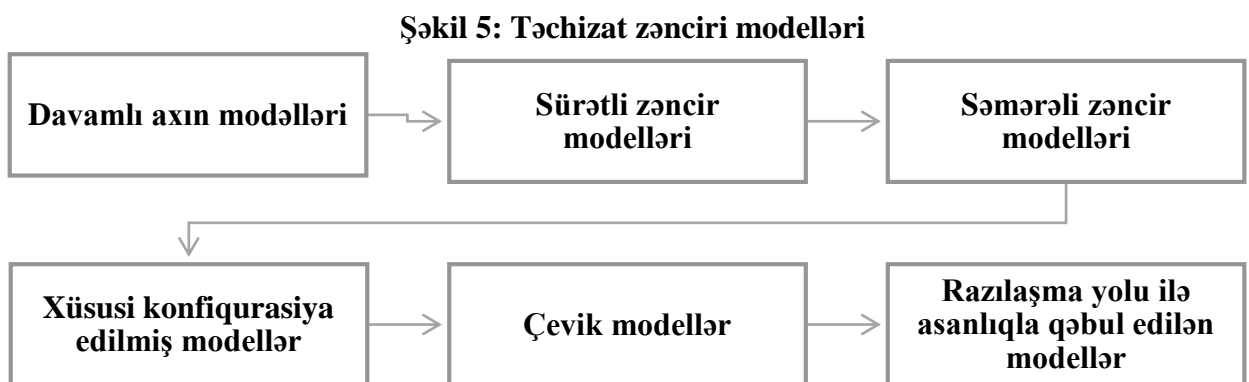 Şəkil 5: Təchizat zənciri modelləri
Davamlı axın modəlləri
Sürətli zəncir
modelləri
Səmərəli zəncir
modelləri
Xüsusi konfiqurasiya
edilmiş modellər
Çevik modellər
Razılaşma yolu ilə
asanlıqla qəbul edilən
modellər